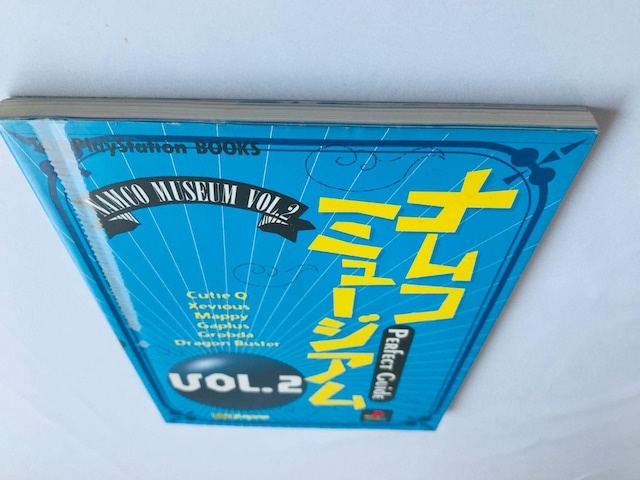 PlayStation BOOKS
NAMCO MUSEUM VOL.2
ナムコ
ミュージアム
Perfect Guide
Cutie Q
Xevious
Mappy
Gaplus
Grobda
Dragon Buster
VOL.2